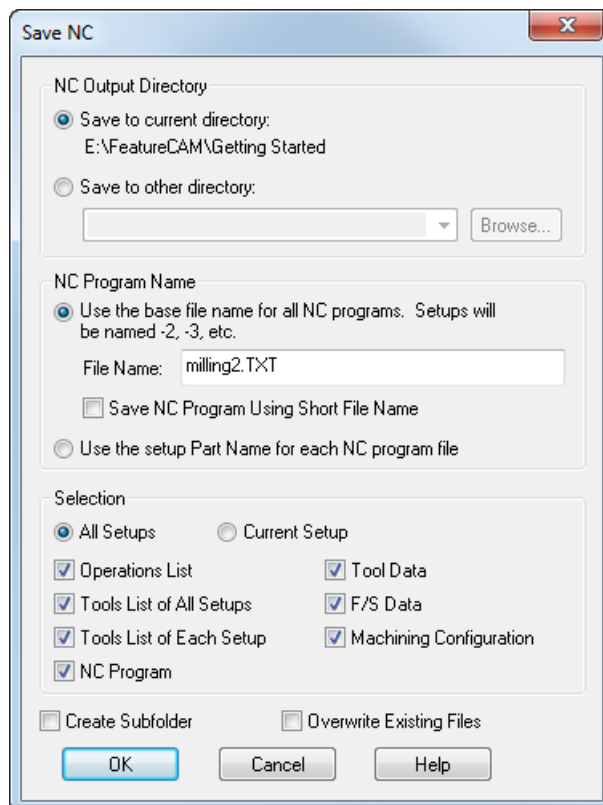 Save NC
NC Output Directory
Save to current directory:
E:\FeatureCAM\Getting Started
Save to other directory:
Browse...
NC Program Name
Use the base file name for all NC programs. Setups will
be named -2, -3, etc.
File Name: milling2.TXT
Save NC Program Using Short File Name
Use the setup Part Name for each NC program file
Selection
All Setups Current Setup
Operations List Tool Data
Tools List of All Setups F/S Data
Tools List of Each Setup Machining Configuration
NC Program
Create Subfolder Overwrite Existing Files
OK Cancel Help